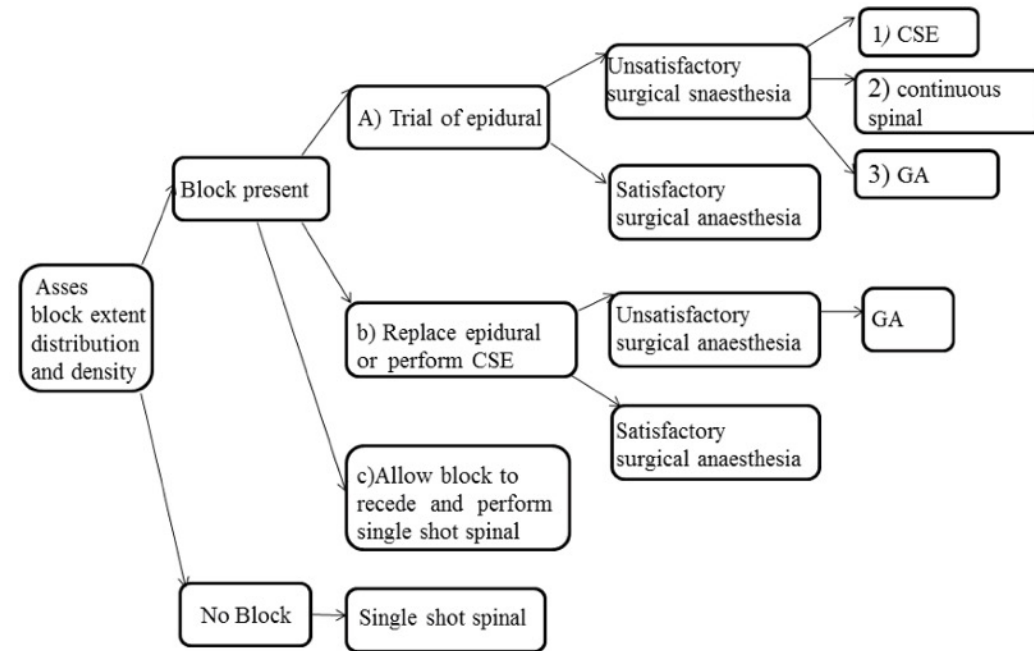 Asses
block extent
distribution
and density
Block present
A) Trial of epidural
Unsatisfactory
surgical snaesthesia
1) CSE
2) continuous
spinal
3) GA
Satisfactory
surgical anaesthesia
b) Replace epidural
or perform CSE
Unsatisfactory
surgical anaesthesia
GA
Satisfactory
surgical anaesthesia
c)Allow block to
recede and perform
single shot spinal
No Block
Single shot spinal